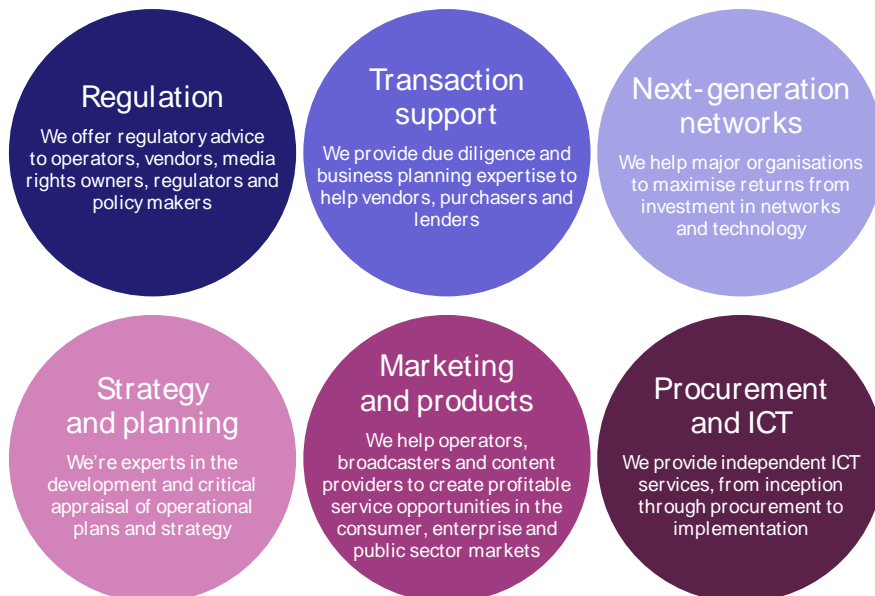 Regulation
We offer regulatory advice
to operators, vendors, media
rights owners, regulators and
policy makers
Transaction
support
We provide due diligence and
business planning expertise to
help vendors, purchasers and
lenders
Next-generation
networks
We help major organisations
to maximise returns from
investment in networks
and technology
Strategy
and planning
We're experts in the
development and critical
appraisal of operational
plans and strategy
Marketing
and products
We help operators,
broadcasters and content
providers to create profitable
service opportunities in the
consumer, enterprise and
public sector markets
Procurement
and ICT
We provide independent ICT
services, from inception
through procurement to
implementation